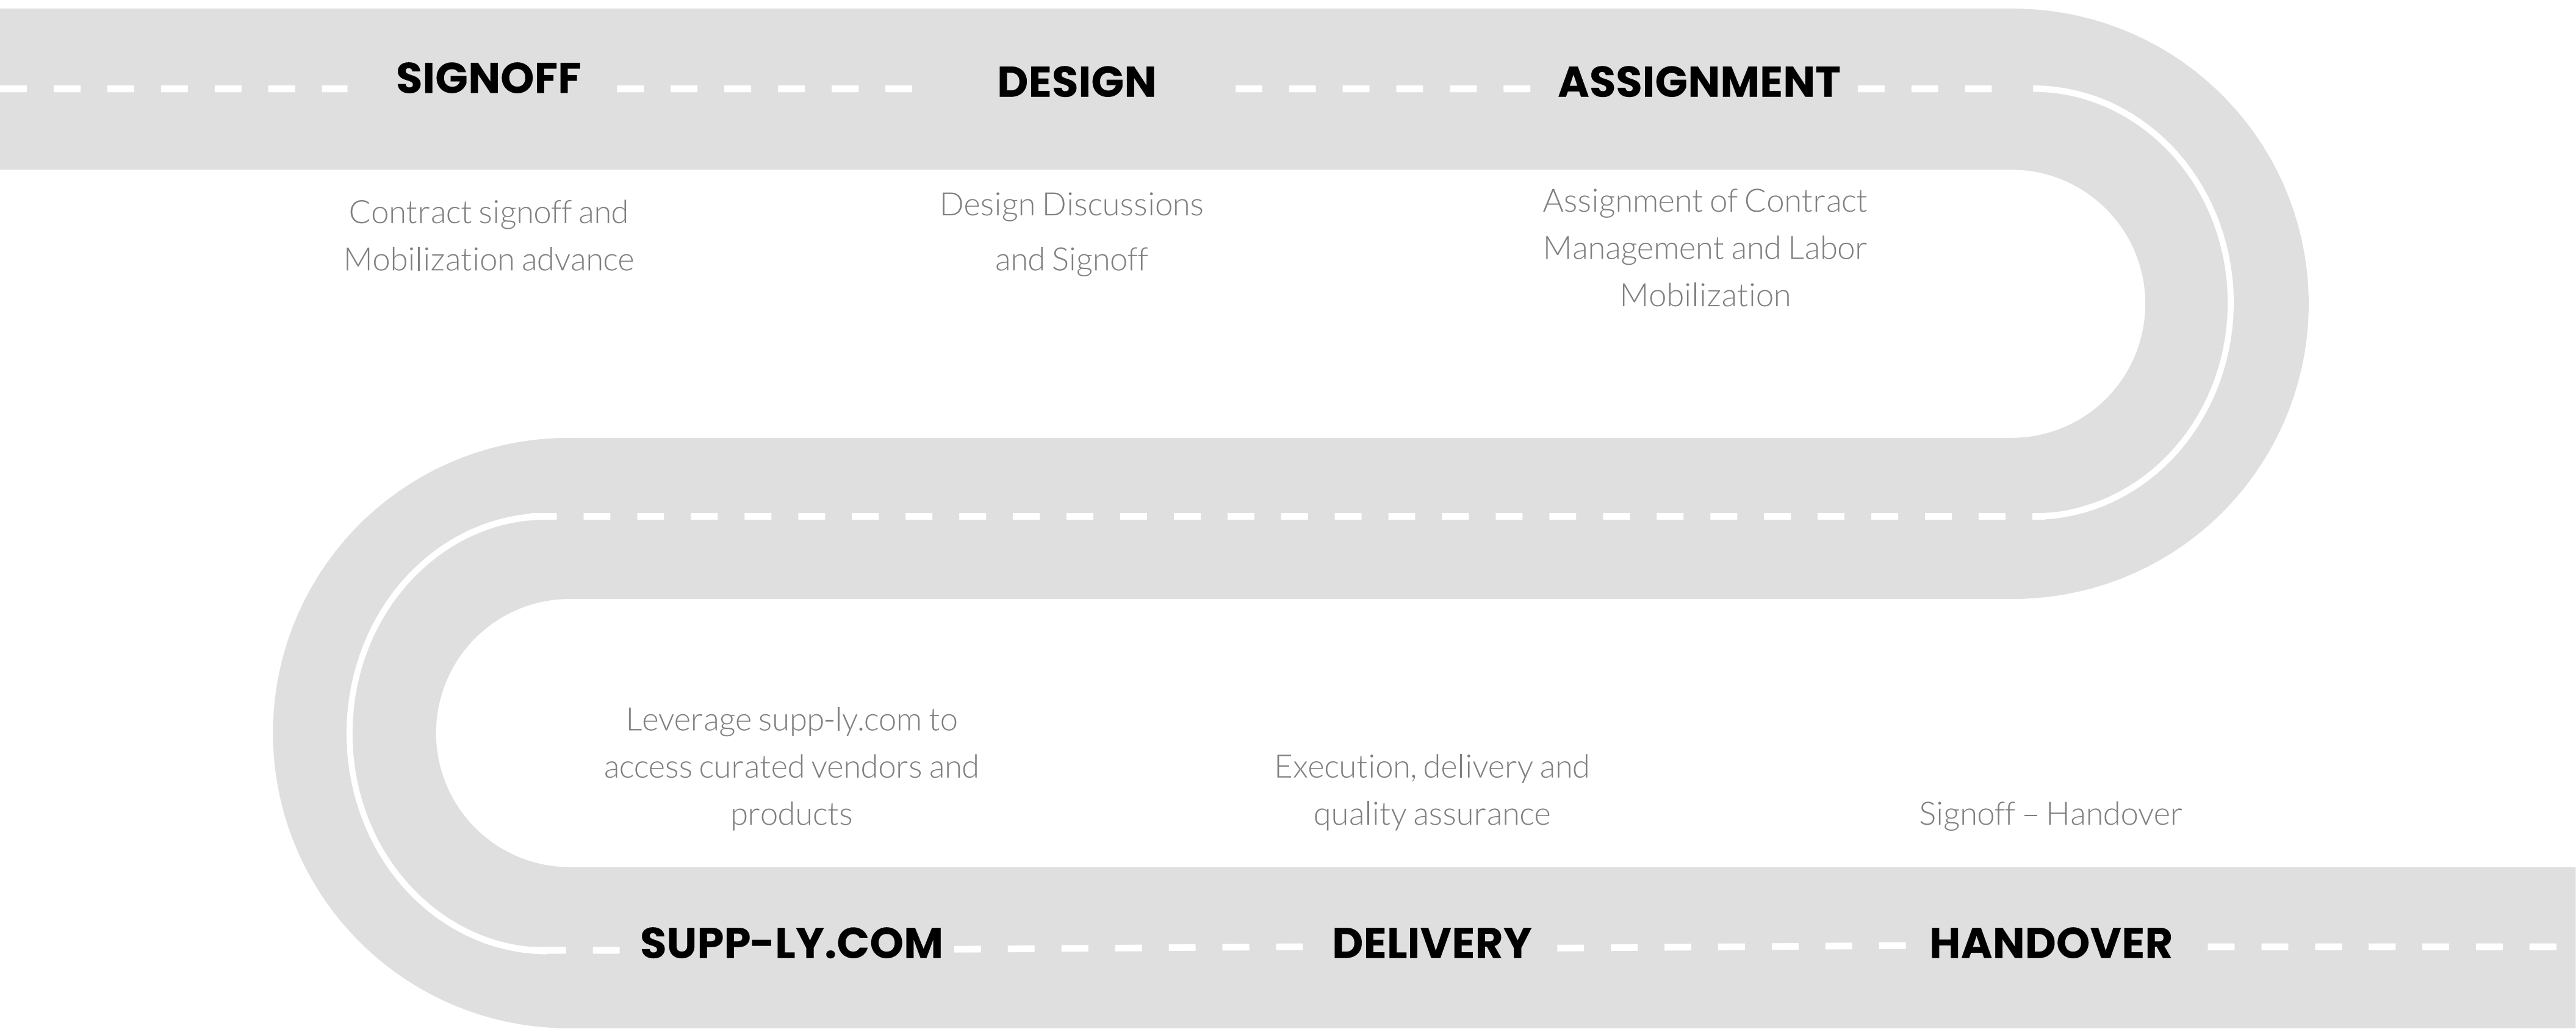 SIGNOFF
DESIGN
ASSIGNMENT
Contract signoff and
Mobilization advance
Design Discussions
and Signoff
Assignment of Contract
Management and Labor
Mobilization
Leverage supp-ly.com to
access curated vendors and
products
Execution, delivery and
quality assurance
Signoff – Handover
SUPP-LY.COM
DELIVERY
HANDOVER